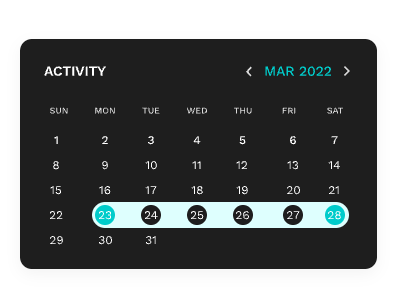 ACTIVITY < MAR 2022 >
SUN MON TUE WED THU FRI SAT
1 2 3 4 5 6 7
8 9 10 11 12 13 14
15 16 17 18 19 20 21
22 23 24 25 26 27 28
29 30 31